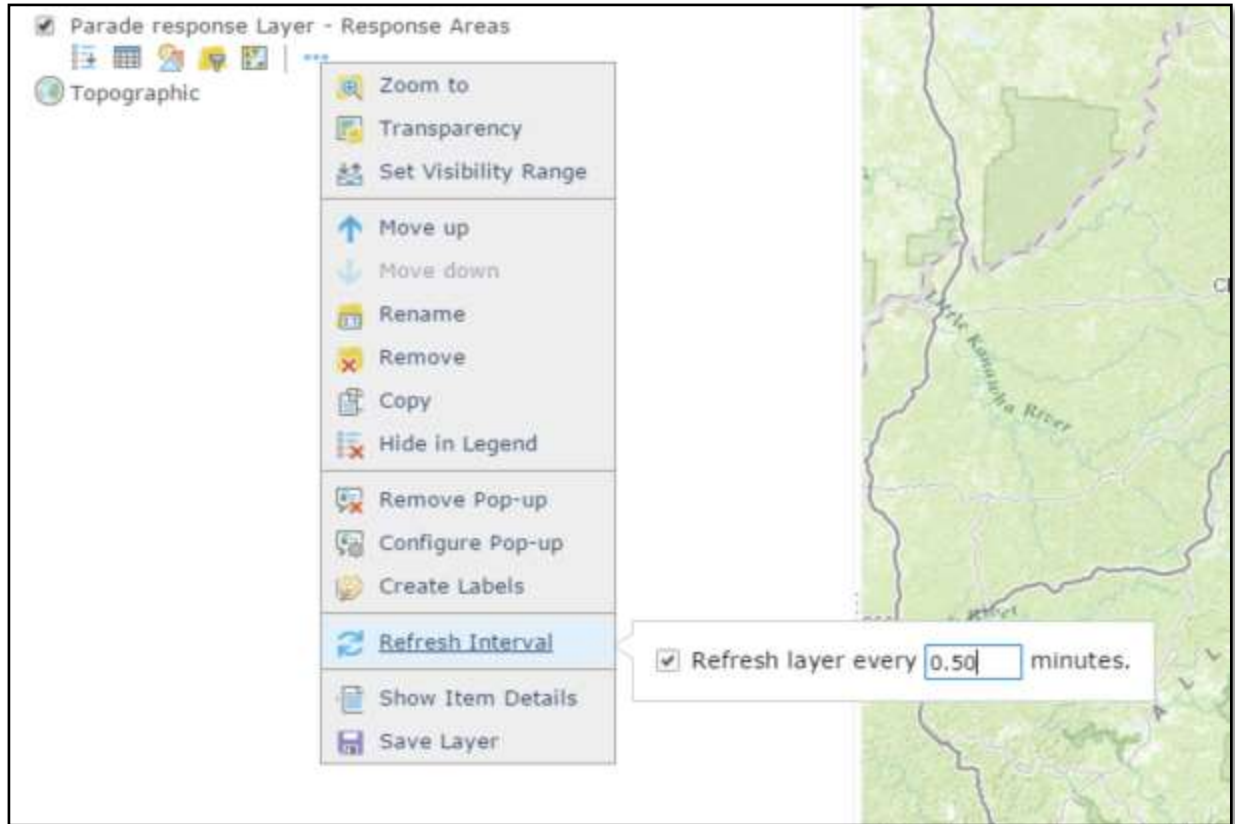 Parade response Layer - Response Areas
Topographic
Zoom to
Transparency
Set Visibility Range
Move up
Move down
Rename
Remove
Copy
Hide in Legend
Remove Pop-up
Configure Pop-up
Create Labels
Refresh Interval
Refresh layer every 0.50 minutes.
Show Item Details
Save Layer
Little Kanawha River
River